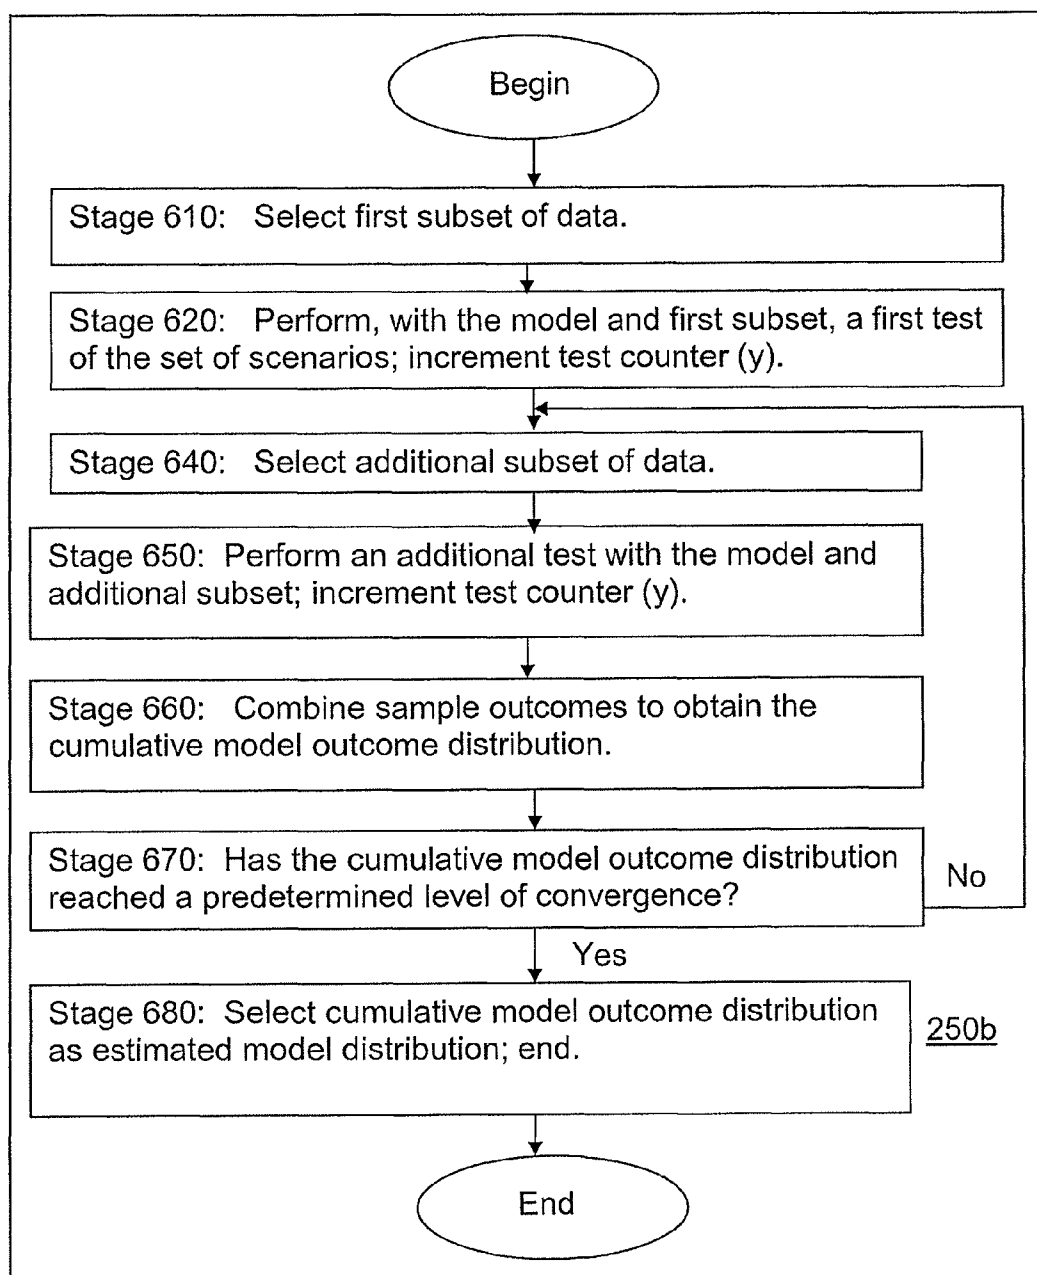 Begin
Stage 610: Select first subset of data.
Stage 620: Perform, with the model and first subset, a first test
of the set of scenarios; increment test counter (y).
Stage 640: Select additional subset of data.
Stage 650: Perform an additional test with the model and
additional subset; increment test counter (y).
Stage 660: Combine sample outcomes to obtain the
cumulative model outcome distribution.
Stage 670: Has the cumulative model outcome distribution
reached a predetermined level of convergence?
No
Yes
Stage 680: Select cumulative model outcome distribution
as estimated model distribution; end.
250b
End